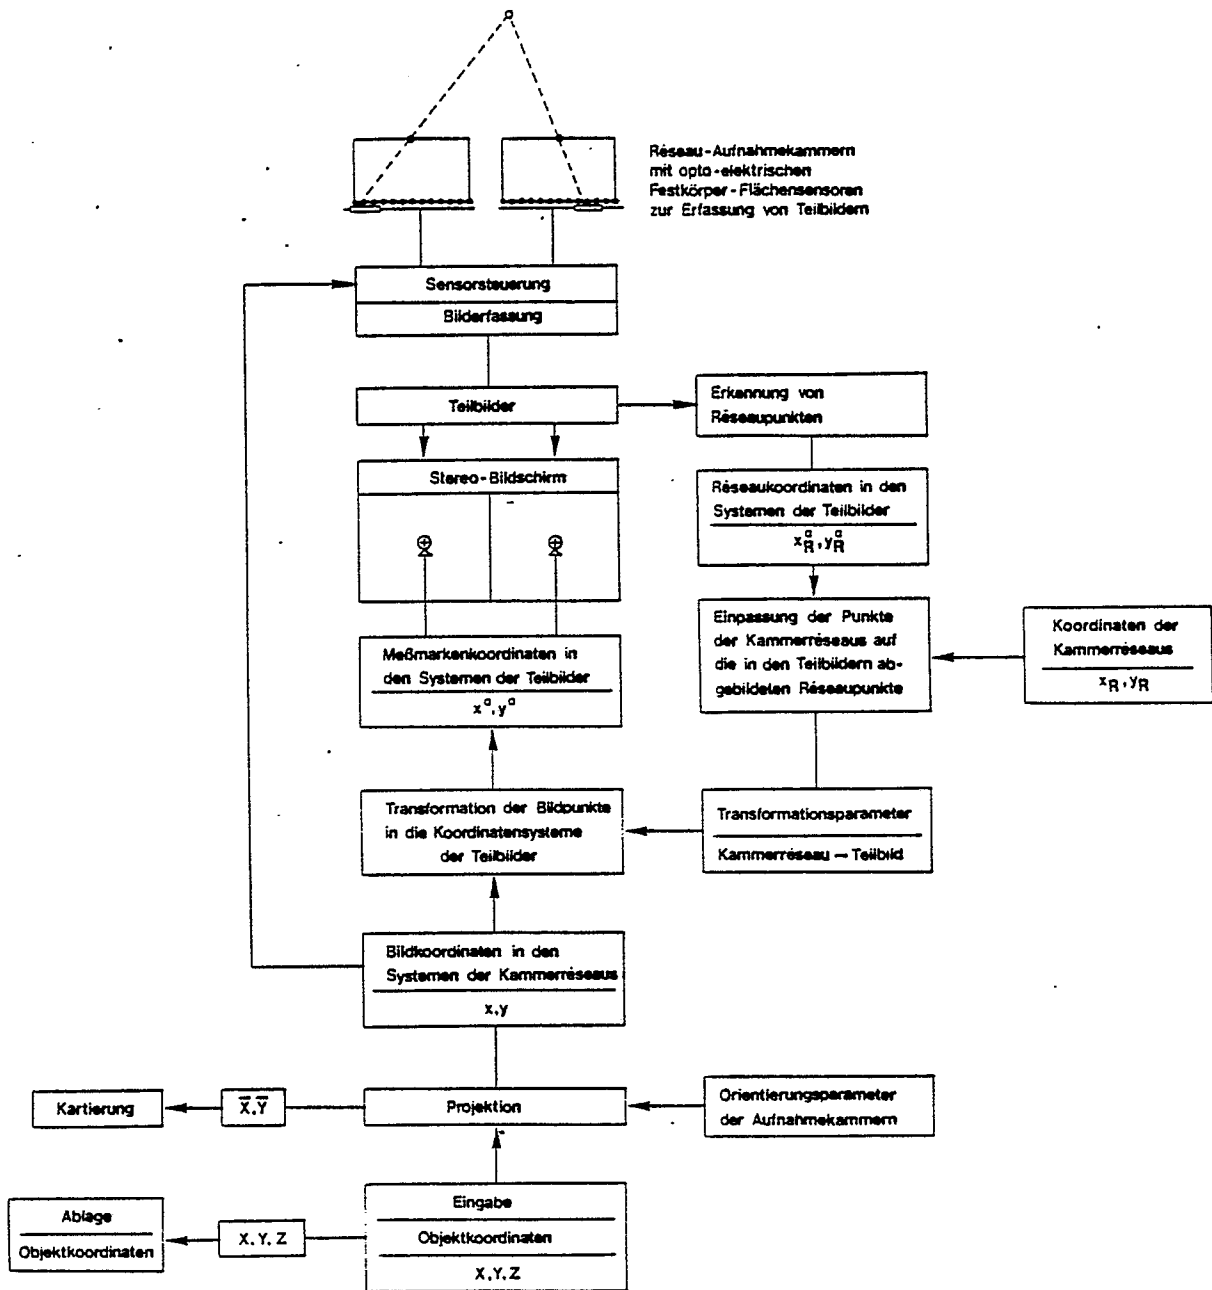 Réseau-Aufnahmekammern
mit opto-elektrischen
Festkörper-Flächensensoren
zur Erfassung von Teilbildern
Sensorsteuerung
Bilderfassung
Teilbilder
Erkennung von
Réseaupunkten
Stereo-Bildschirm
Réseaukoordinaten in den
Systemen der Teilbilder
x_R^a, y_R^a
Einpassung der Punkte
der Kammerréseaus auf
die in den Teilbildern ab-
gebildeten Réseaupunkte
Koordinaten der
Kammerréseaus
x_R, y_R
Meßmarkenkoordinaten in
den Systemen der Teilbilder
x^a, y^a
Transformation der Bildpunkte
in die Koordinatensysteme
der Teilbilder
Transformationsparameter
Kammerréseau — Teilbild
Bildkoordinaten in den
Systemen der Kammerréseaus
x,y
Kartierung
X̅,Y̅
Projektion
Orientierungsparameter
der Aufnahmekammern
Ablage
Objektkoordinaten
X,Y,Z
Eingabe
Objektkoordinaten
X,Y,Z